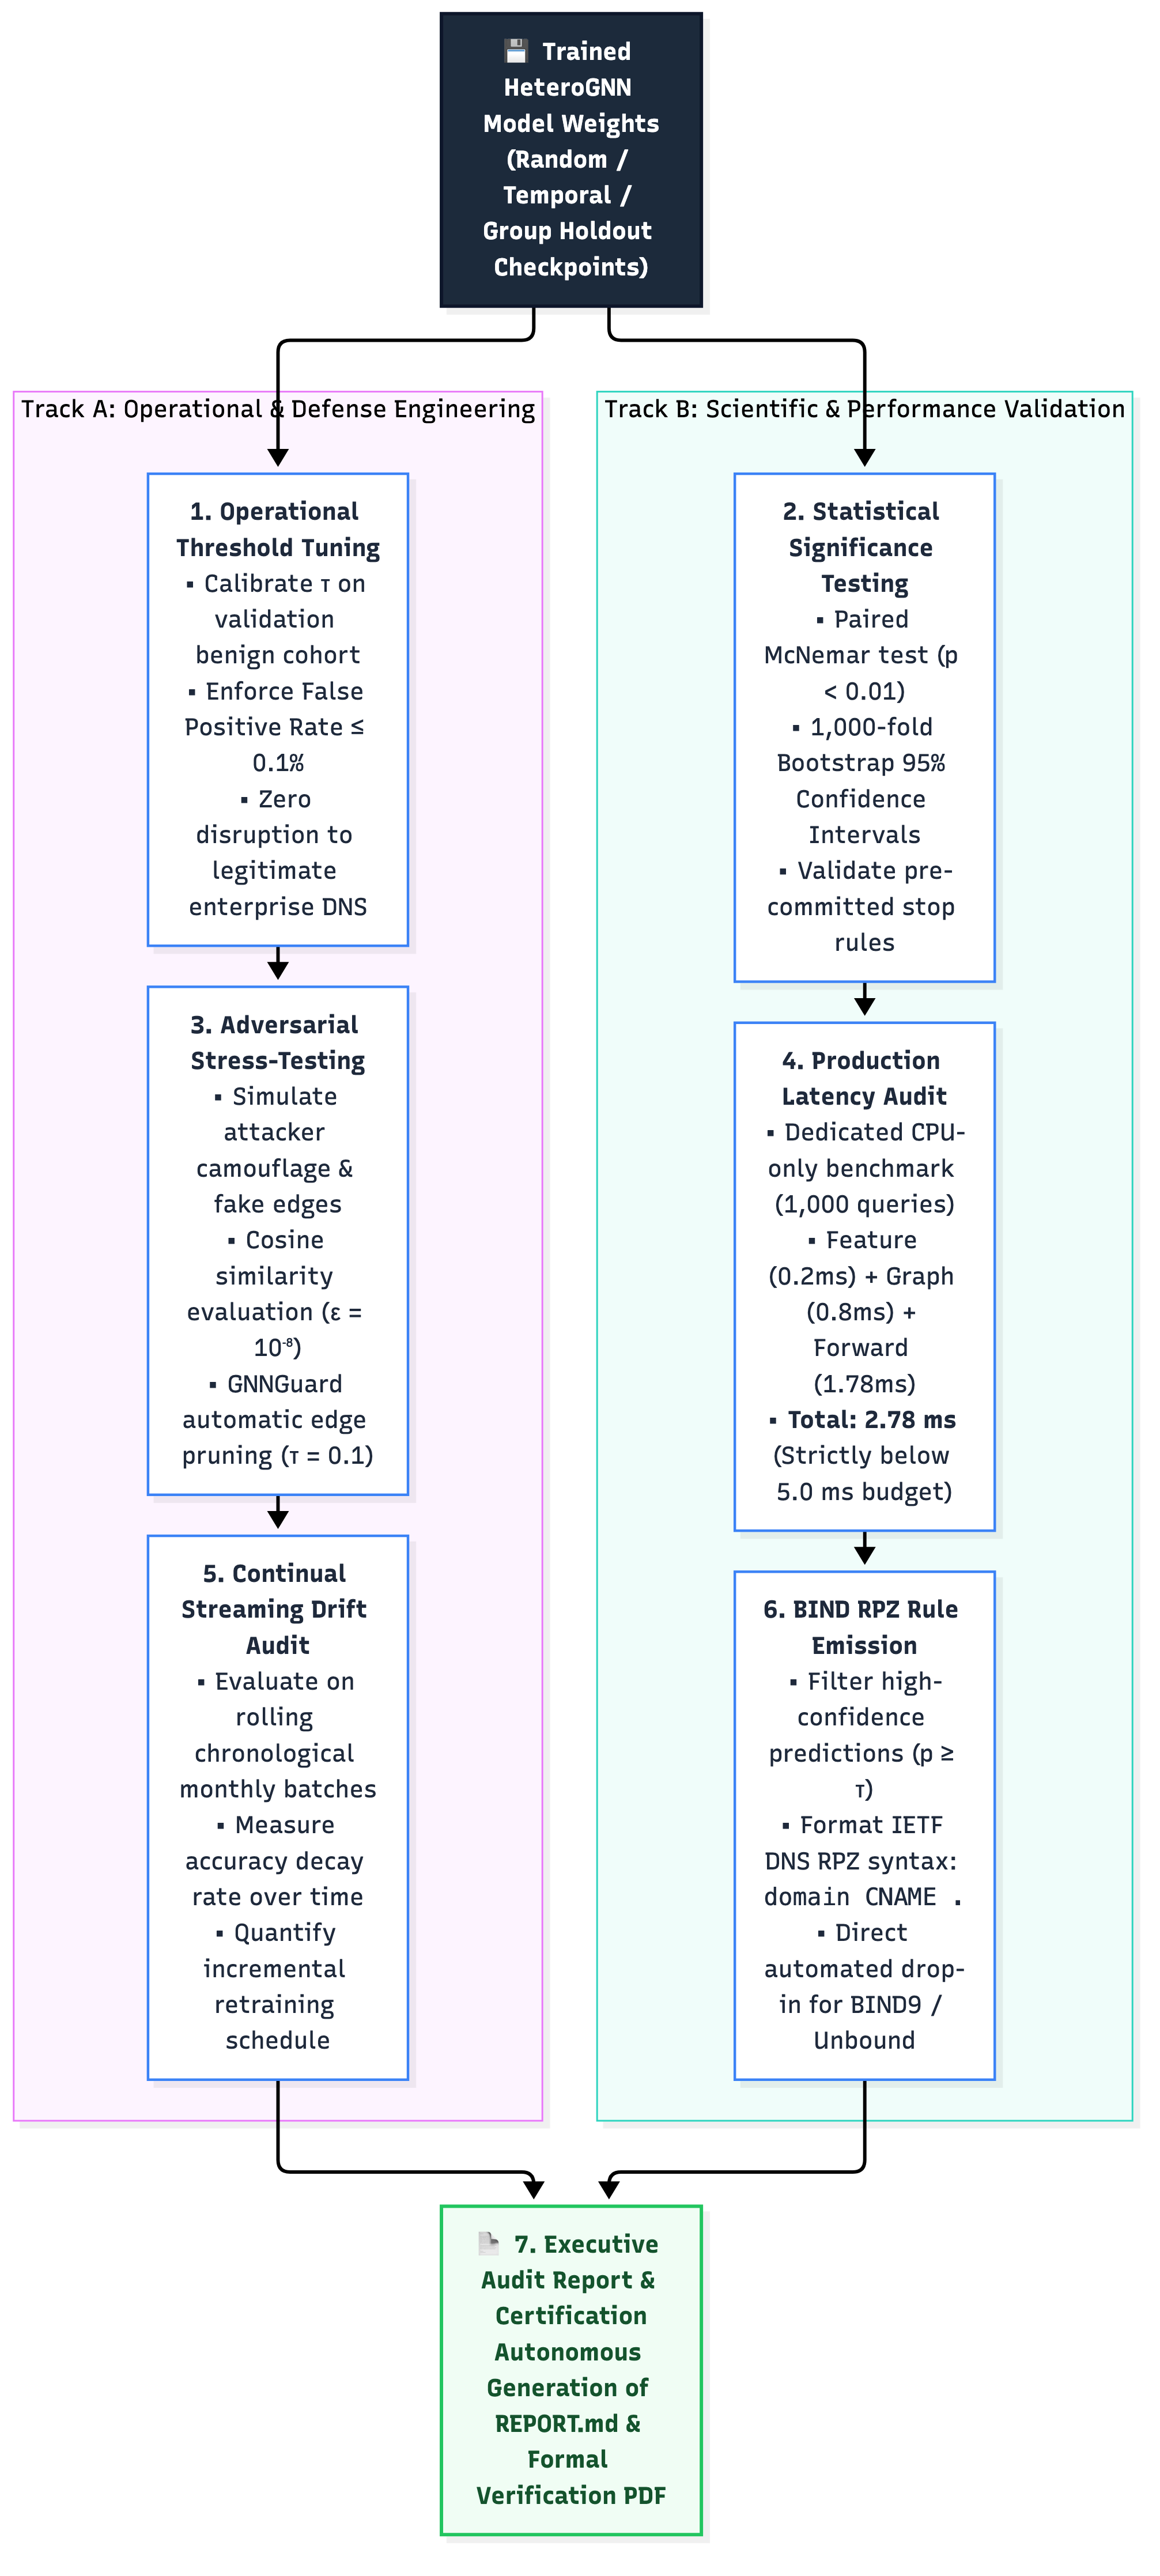 💾 Trained
HeteroGNN
Model Weights
(Random /
Temporal /
Group Holdout
Checkpoints)
Track A: Operational & Defense Engineering
1. Operational
Threshold Tuning
▪ Calibrate τ on
validation
benign cohort
▪ Enforce False
Positive Rate ≤
0.1%
▪ Zero
disruption to
legitimate
enterprise DNS
3. Adversarial
Stress-Testing
▪ Simulate
attacker
camouflage &
fake edges
▪ Cosine
similarity
evaluation (ε =
10⁻⁸)
▪ GNNGuard
automatic edge
pruning (τ = 0.1)
5. Continual
Streaming Drift
Audit
▪ Evaluate on
rolling
chronological
monthly batches
▪ Measure
accuracy decay
rate over time
▪ Quantify
incremental
retraining
schedule
Track B: Scientific & Performance Validation
2. Statistical
Significance
Testing
▪ Paired
McNemar test (p
< 0.01)
▪ 1,000-fold
Bootstrap 95%
Confidence
Intervals
▪ Validate pre-
committed stop
rules
4. Production
Latency Audit
▪ Dedicated CPU-
only benchmark
(1,000 queries)
▪ Feature
(0.2ms) + Graph
(0.8ms) +
Forward
(1.78ms)
▪ Total: 2.78 ms
(Strictly below
5.0 ms budget)
6. BIND RPZ Rule
Emission
▪ Filter high-
confidence
predictions (p ≥
τ)
▪ Format IETF
DNS RPZ syntax:
domain CNAME .
▪ Direct
automated drop-
in for BIND9 /
Unbound
📄 7. Executive
Audit Report &
Certification
Autonomous
Generation of
REPORT.md &
Formal
Verification PDF